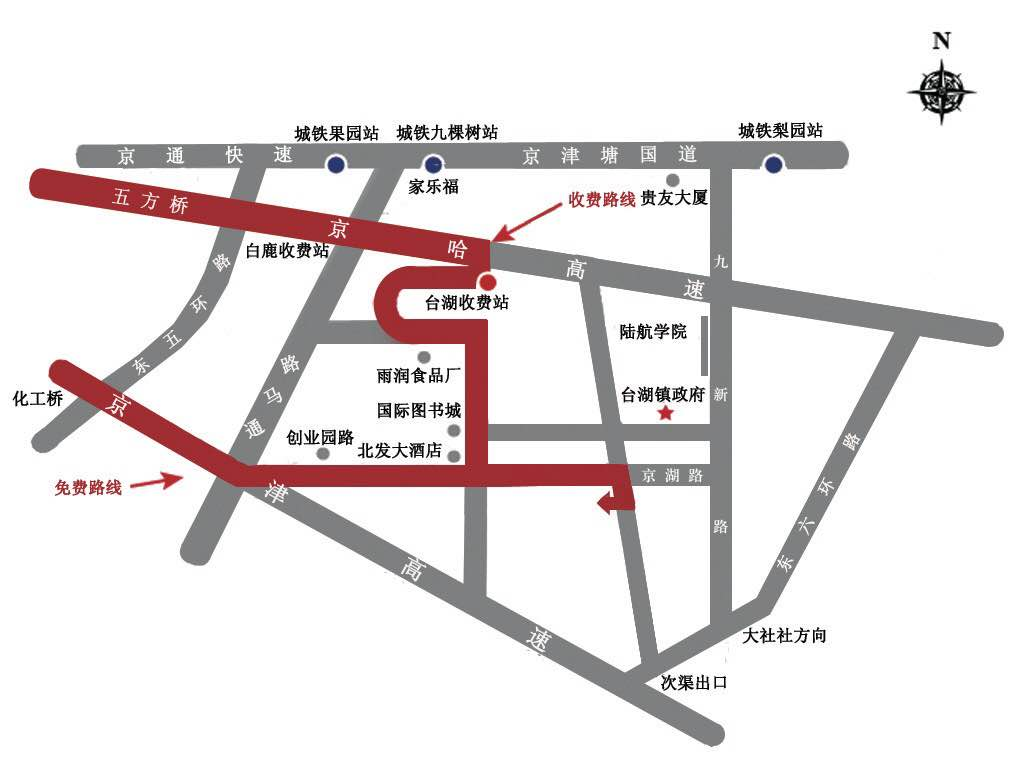 N
城铁果园站
城铁九棵树站
城铁梨园站
京通快速
京津塘国道
家乐福
收费路线
贵友大厦
五方桥
京哈高速
白鹿收费站
九新路
东五环路
台湖收费站
陆航学院
雨润食品厂
通马路
台湖镇政府
化工桥
国际图书城
创业园路
北发大酒店
京湖路
免费路线
京津高速
东六环路
大社社方向
次渠出口